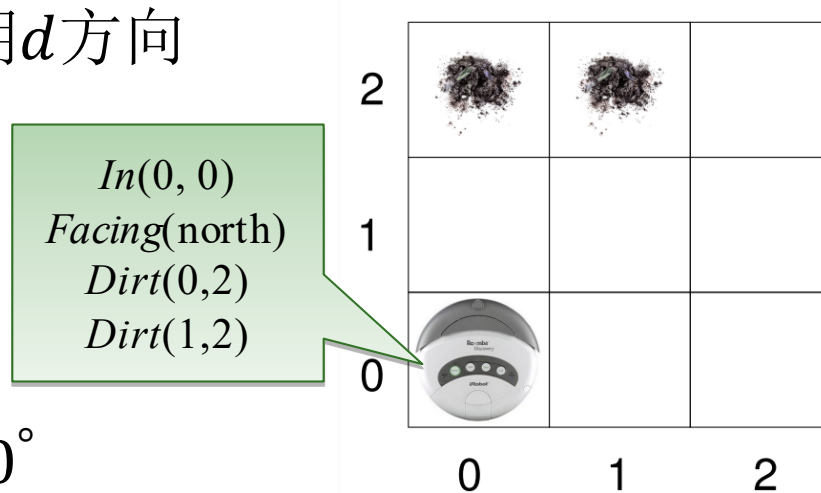 d方向
In(0, 0)
Facing(north)
Dirt(0,2)
Dirt(1,2)
0°
2
1
0
0 1 2